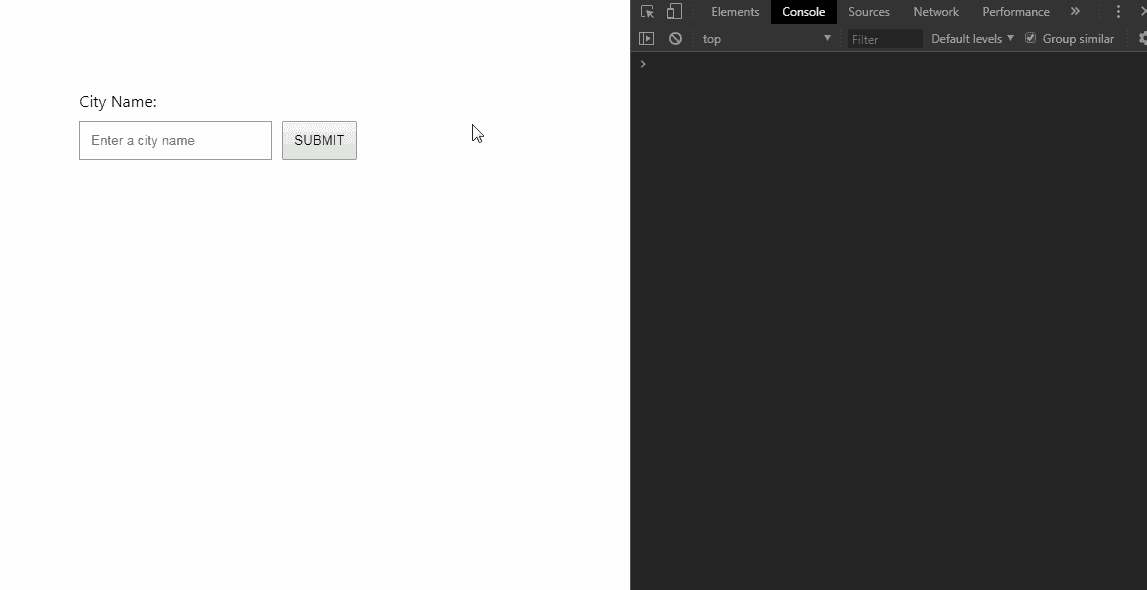 City Name:
Enter a city name
SUBMIT
Elements Console Sources Network Performance »
top Filter Default levels Group similar